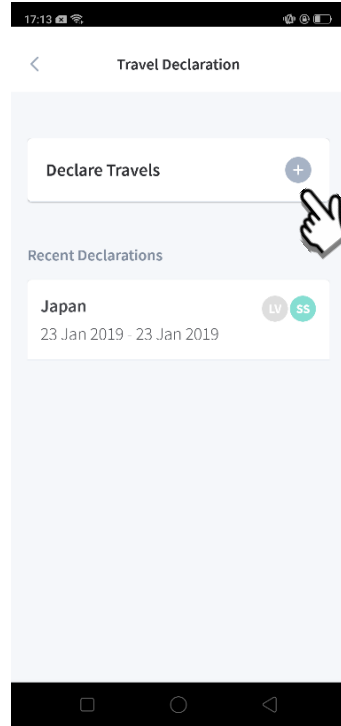 17:13
Travel Declaration
Declare Travels
Recent Declarations
Japan
LV SS
23 Jan 2019 - 23 Jan 2019